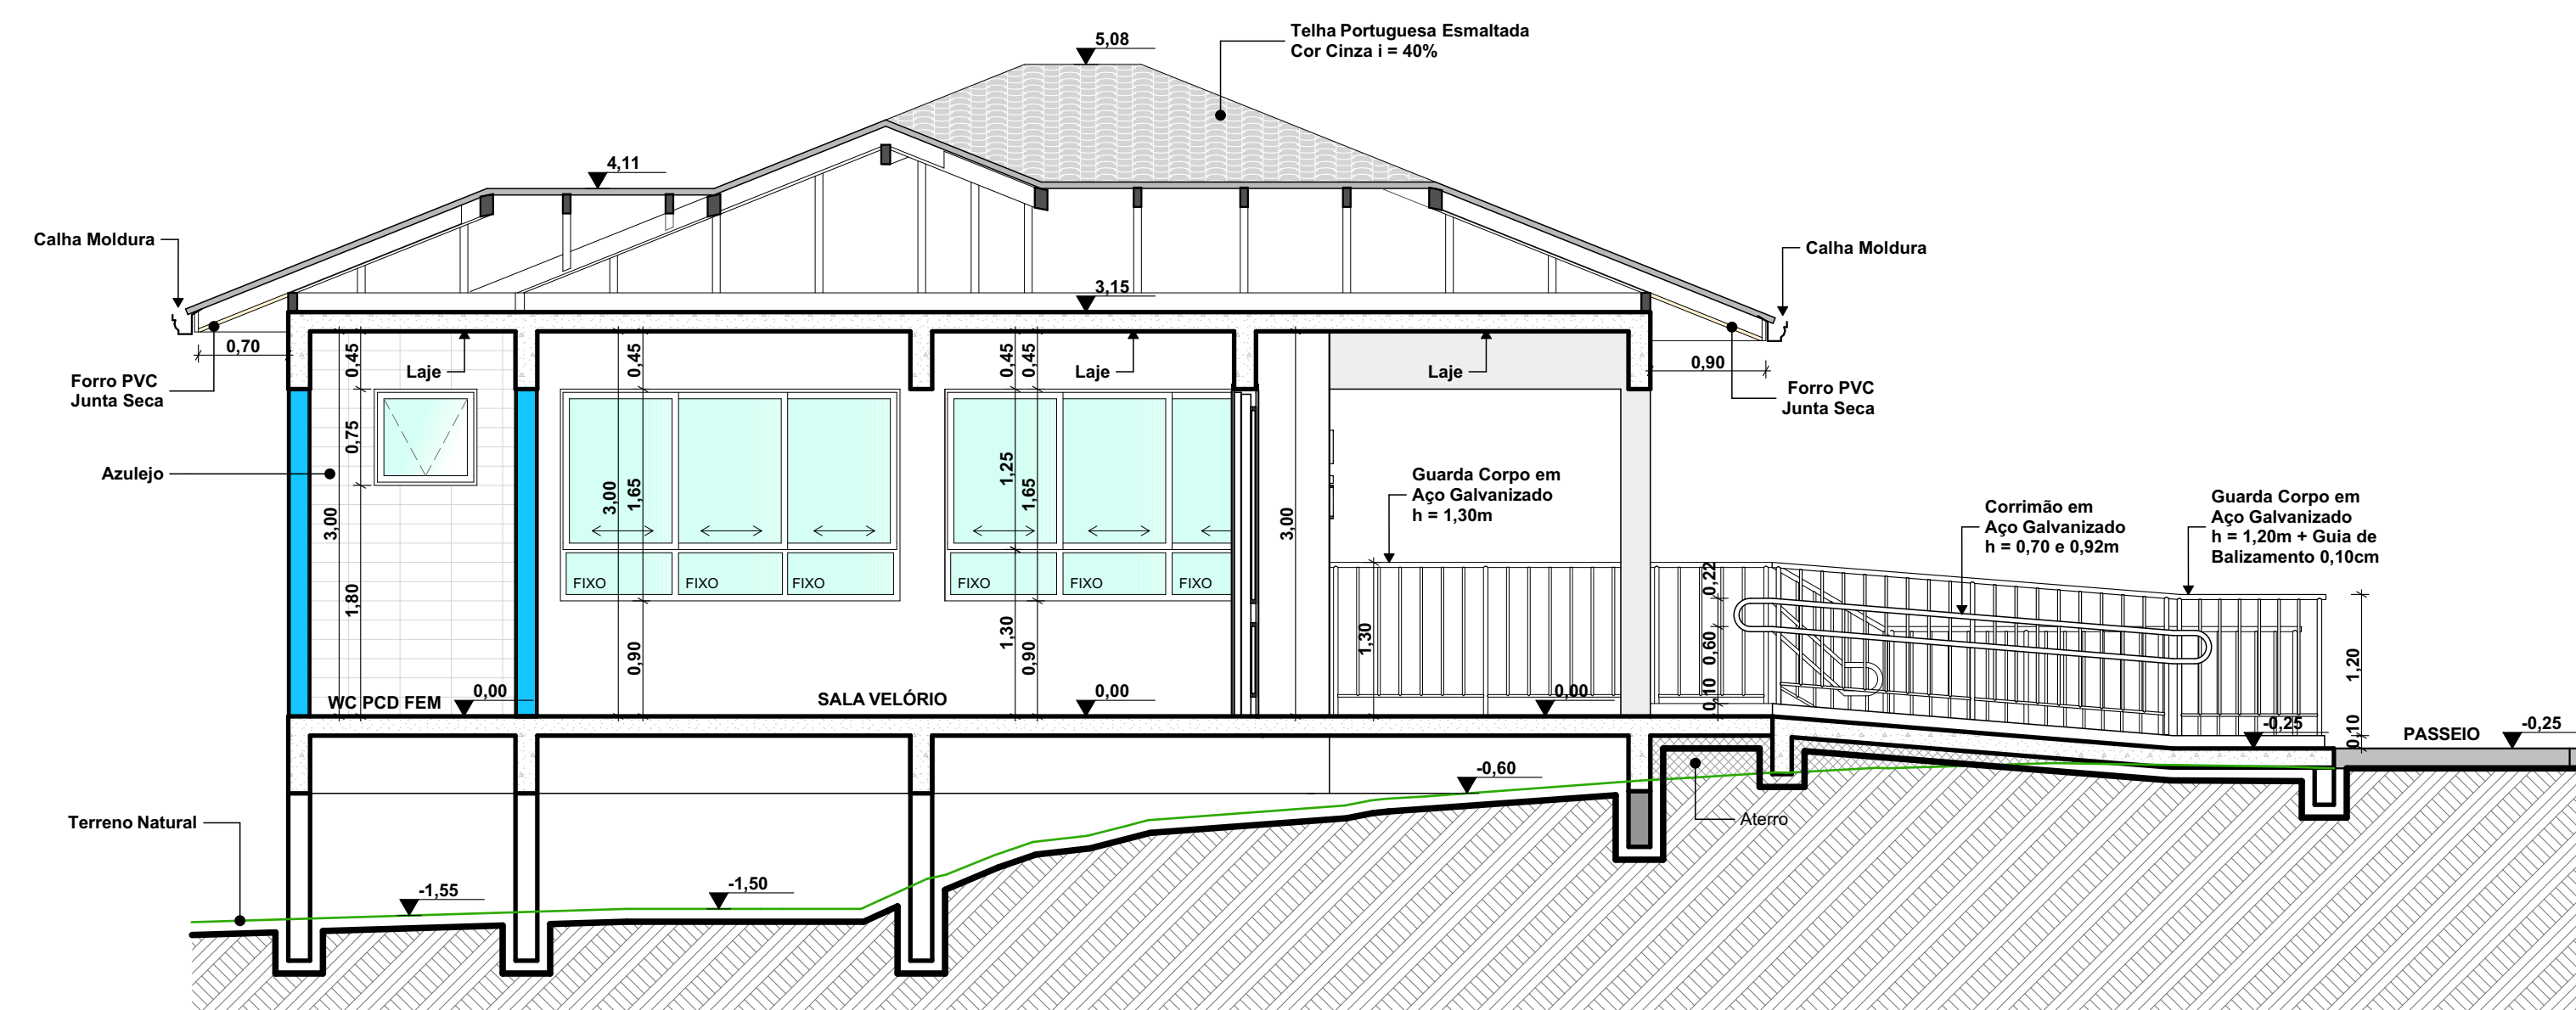 Telha Portuguesa Esmaltada
Cor Cinza i = 40%
5,08
4,11
Calha Moldura
Calha Moldura
3,15
0,70
0,90
Forro PVC
Junta Seca
Forro PVC
Junta Seca
Laje
Laje
Laje
0,45
0,45
0,45
0,45
0,75
Azulejo
3,00
1,80
3,00
1,65
0,90
1,25
1,65
1,30
0,90
3,00
FIXO
FIXO
FIXO
FIXO
FIXO
FIXO
Guarda Corpo em
Aço Galvanizado
h = 1,30m
Corrimão em
Aço Galvanizado
h = 0,70 e 0,92m
Guarda Corpo em
Aço Galvanizado
h = 1,20m + Guia de
Balizamento 0,10cm
1,30
0,22
0,60
0,10
1,20
0,10
WC PCD FEM
0,00
SALA VELÓRIO
0,00
0,00
-0,25
PASSEIO
-0,25
-0,60
Aterro
Terreno Natural
-1,55
-1,50